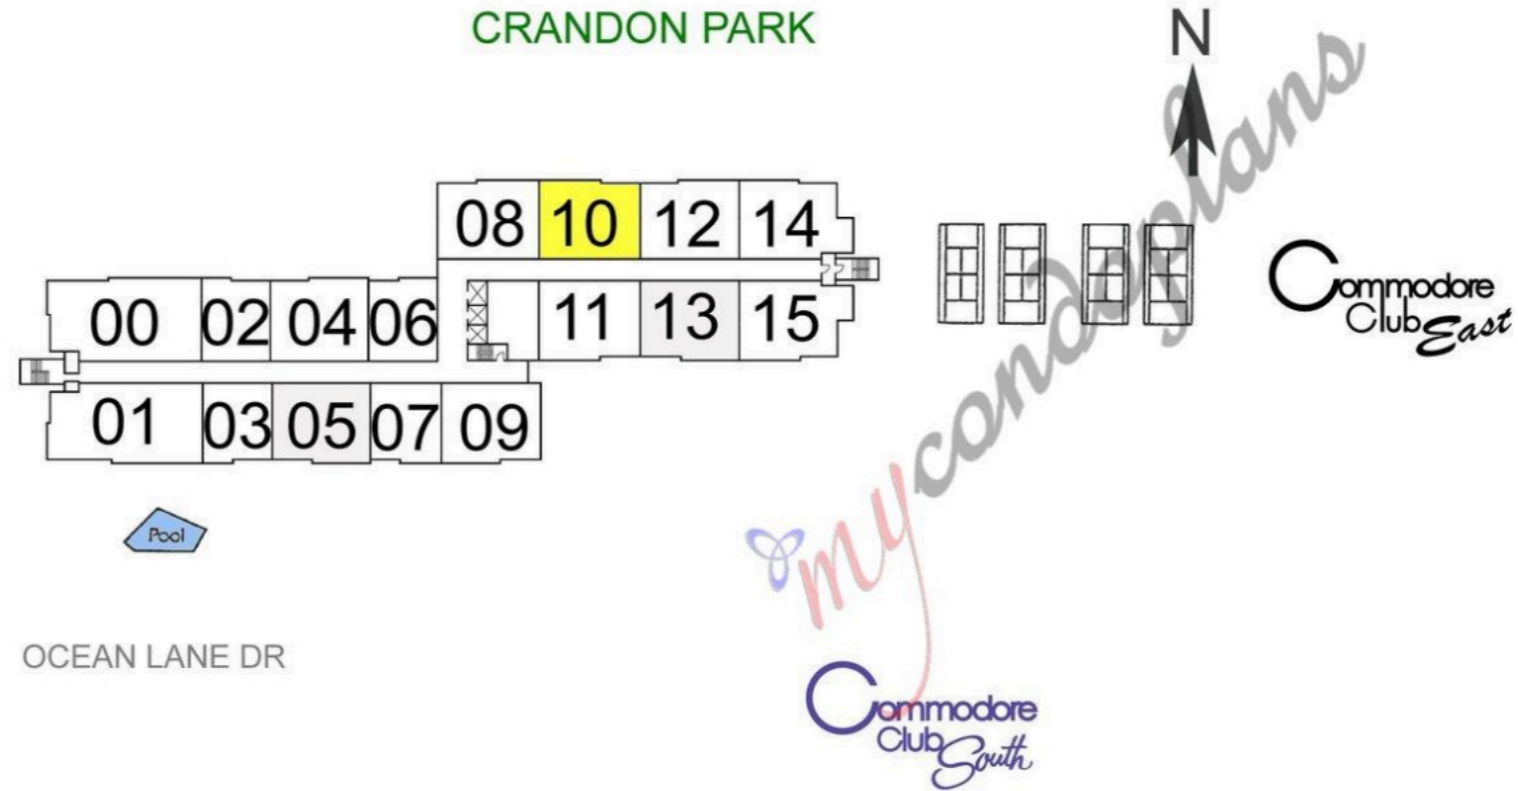 CRANDON PARK
N
08 10 12 14
00 02 04 06
11 13 15
01 03 05 07 09
Commodore
Club East
Pool
mycondoplans
OCEAN LANE DR
Commodore
Club South